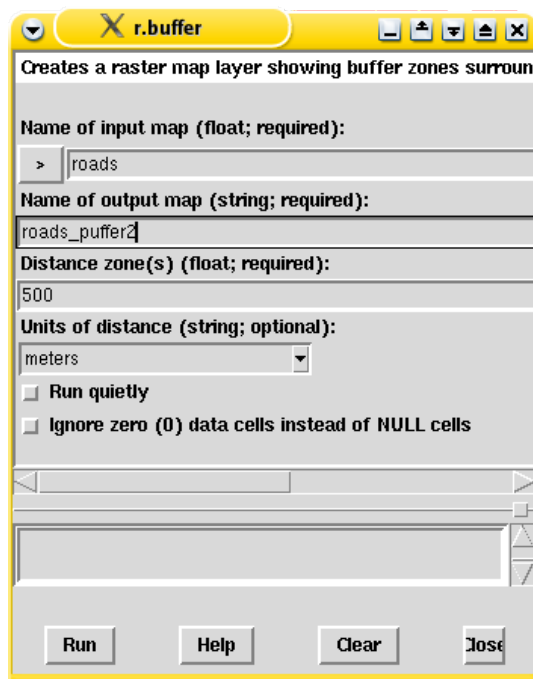 r.buffer
Creates a raster map layer showing buffer zones surroun
Name of input map (float; required):
> roads
Name of output map (string; required):
roads_puffer2
Distance zone(s) (float; required):
500
Units of distance (string; optional):
meters
Run quietly
Ignore zero (0) data cells instead of NULL cells
Run Help Clear Close